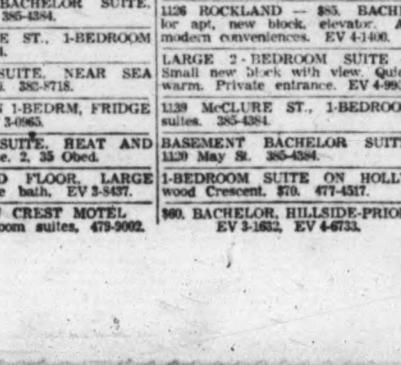 BACHELOR SUITE.
385-4384.
E ST., 1-BEDROOM
SUITE, NEAR SEA
383-8718.
1-BEDRM, FRIDGE
3-0965.
SUITE, HEAT AND
e. 2, 35 Obed.
D FLOOR, LARGE
e bath, EV 3-8437.
CREST MOTEL
oom suites, 479-9002.
1126 ROCKLAND — $85. BACHE
lor apt, new block, elevator. A
modern conveniences. EV 4-1400.
LARGE 2-BEDROOM SUITE
Small new block with view. Quie
warm. Private entrance. EV 4-99
1139 McCLURE ST., 1-BEDROO
suites. 385-4384.
BASEMENT BACHELOR SUIT
1120 May St. 385-4384.
1-BEDROOM SUITE ON HOLL
wood Crescent. $70. 477-4517.
$60. BACHELOR, HILLSIDE-PRIO
EV 3-1632, EV 4-6733.